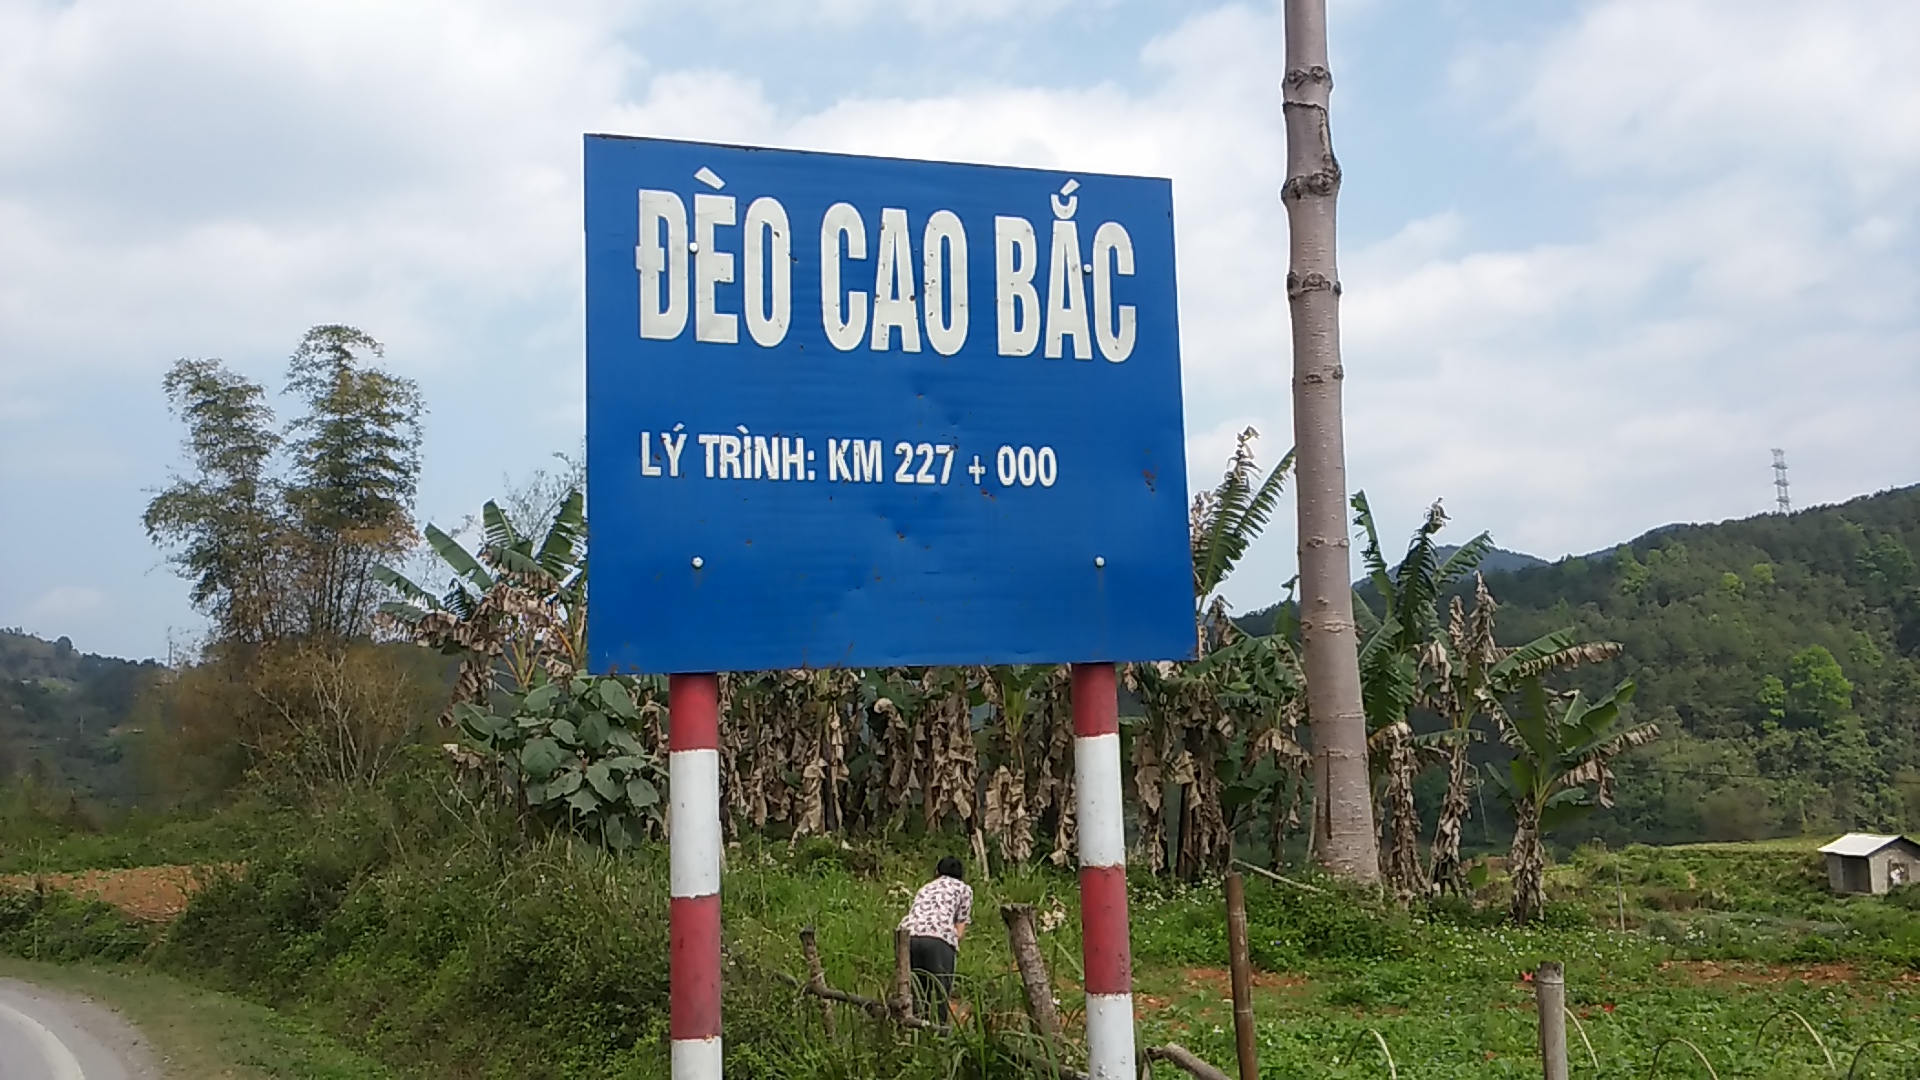 ĐÈO CAO BẮC
LÝ TRÌNH: KM 227 + 000